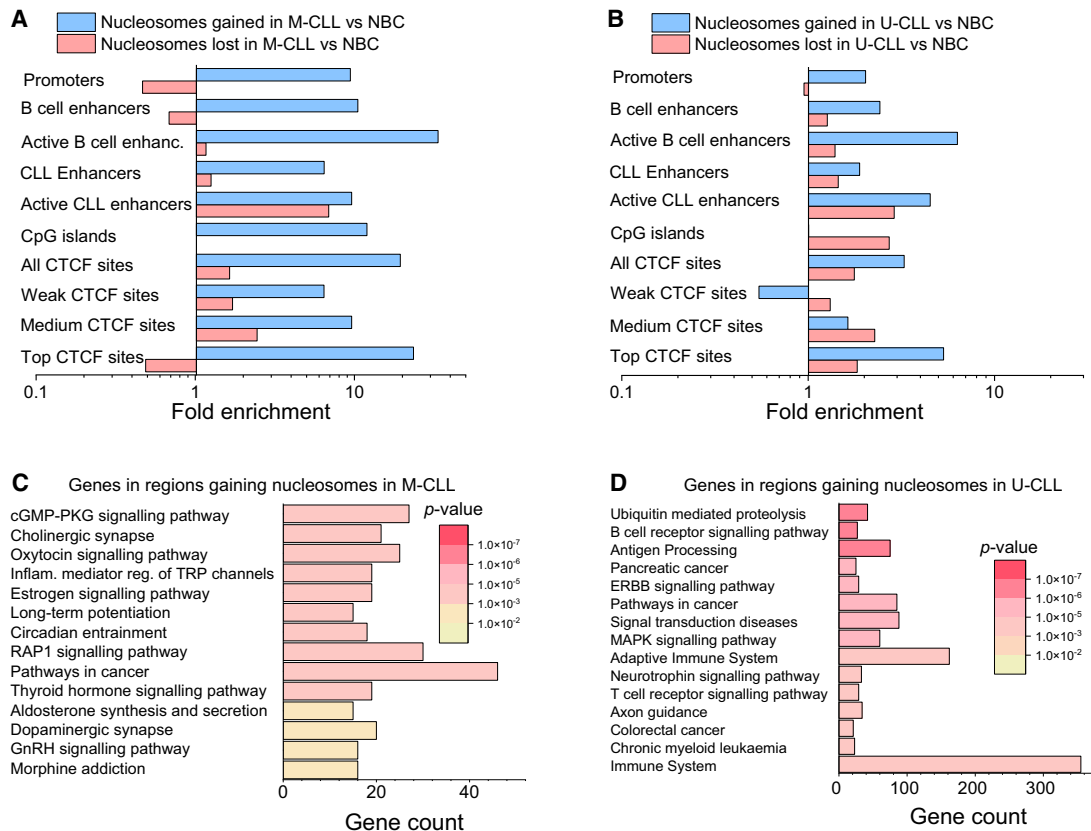 A
Nucleosomes gained in M-CLL vs NBC
Nucleosomes lost in M-CLL vs NBC
Promoters
B cell enhancers
Active B cell enhanc.
CLL Enhancers
Active CLL enhancers
CpG islands
All CTCF sites
Weak CTCF sites
Medium CTCF sites
Top CTCF sites
0.1 1 10
Fold enrichment
B
Nucleosomes gained in U-CLL vs NBC
Nucleosomes lost in U-CLL vs NBC
Promoters
B cell enhancers
Active B cell enhancers
CLL Enhancers
Active CLL enhancers
CpG islands
All CTCF sites
Weak CTCF sites
Medium CTCF sites
Top CTCF sites
0.1 1 10
Fold enrichment
C
Genes in regions gaining nucleosomes in M-CLL
cGMP-PKG signalling pathway
Cholinergic synapse
Oxytocin signalling pathway
Inflam. mediator reg. of TRP channels
Estrogen signalling pathway
Long-term potentiation
Circadian entrainment
RAP1 signalling pathway
Pathways in cancer
Thyroid hormone signalling pathway
Aldosterone synthesis and secretion
Dopaminergic synapse
GnRH signalling pathway
Morphine addiction
p-value
1.0×10⁻⁷
1.0×10⁻⁶
1.0×10⁻⁵
1.0×10⁻³
1.0×10⁻²
0 20 40
Gene count
D
Genes in regions gaining nucleosomes in U-CLL
Ubiquitin mediated proteolysis
B cell receptor signalling pathway
Antigen Processing
Pancreatic cancer
ERBB signalling pathway
Pathways in cancer
Signal transduction diseases
MAPK signalling pathway
Adaptive Immune System
Neurotrophin signalling pathway
T cell receptor signalling pathway
Axon guidance
Colorectal cancer
Chronic myeloid leukaemia
Immune System
p-value
1.0×10⁻⁷
1.0×10⁻⁶
1.0×10⁻⁵
1.0×10⁻³
1.0×10⁻²
0 100 200 300
Gene count